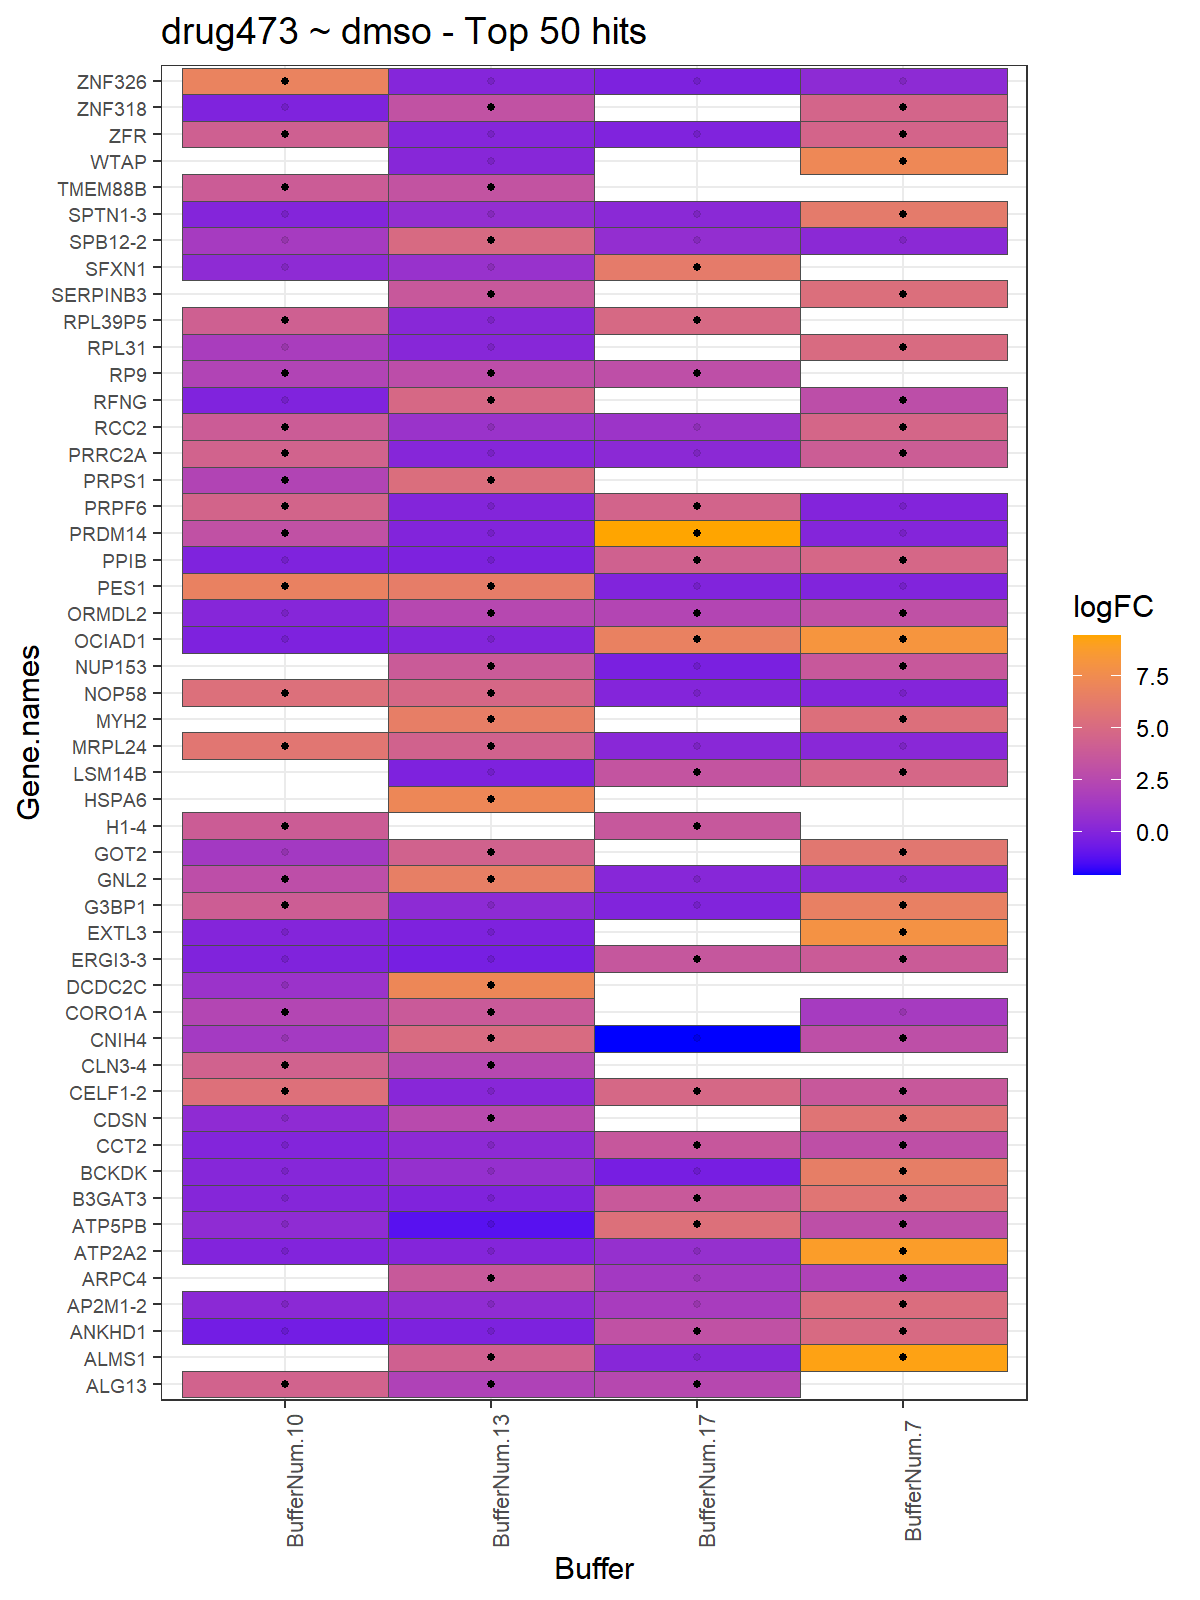 drug473 ~ dmso - Top 50 hits
ZNF326
ZNF318
ZFR
WTAP
TMEM88B
SPTN1-3
SPB12-2
SFXN1
SERPINB3
RPL39P5
RPL31
RP9
RFNG
RCC2
PRRC2A
PRPS1
PRPF6
PRDM14
PPIB
PES1
ORMDL2
OCIAD1
NUP153
NOP58
MYH2
MRPL24
LSM14B
HSPA6
H1-4
GOT2
GNL2
G3BP1
EXTL3
ERGI3-3
DCDC2C
CORO1A
CNIH4
CLN3-4
CELF1-2
CDSN
CCT2
BCKDK
B3GAT3
ATP5PB
ATP2A2
ARPC4
AP2M1-2
ANKHD1
ALMS1
ALG13
Gene.names
BufferNum.10
BufferNum.13
BufferNum.17
BufferNum.7
Buffer
logFC
7.5
5.0
2.5
0.0